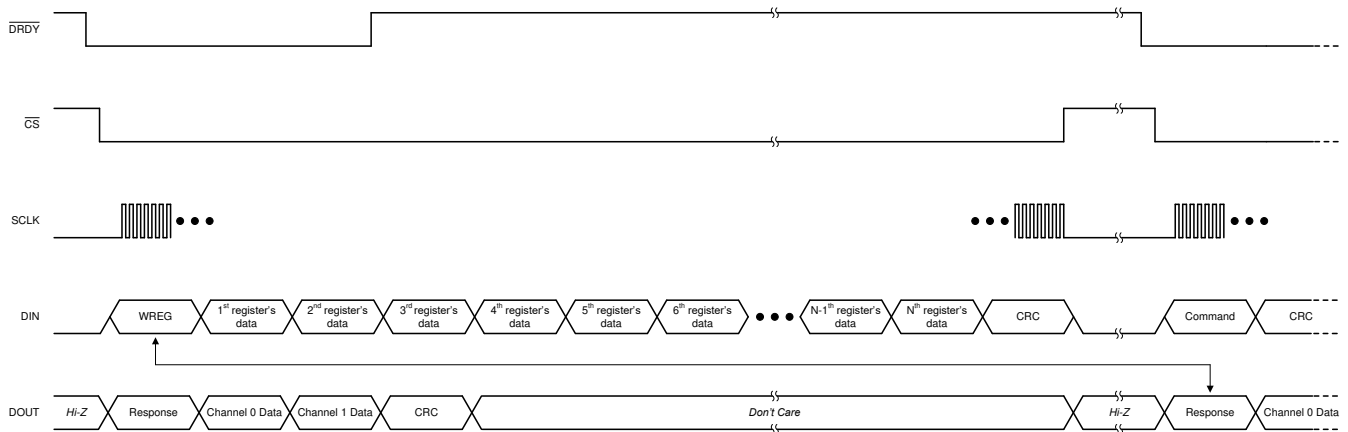 DRDY
CS
SCLK
DIN
WREG
1st register's
data
2nd register's
data
3rd register's
data
4th register's
data
5th register's
data
6th register's
data
N-1th register's
data
Nth register's
data
CRC
Command
CRC
DOUT
Hi-Z
Response
Channel 0 Data
Channel 1 Data
CRC
Don't Care
Hi-Z
Response
Channel 0 Data